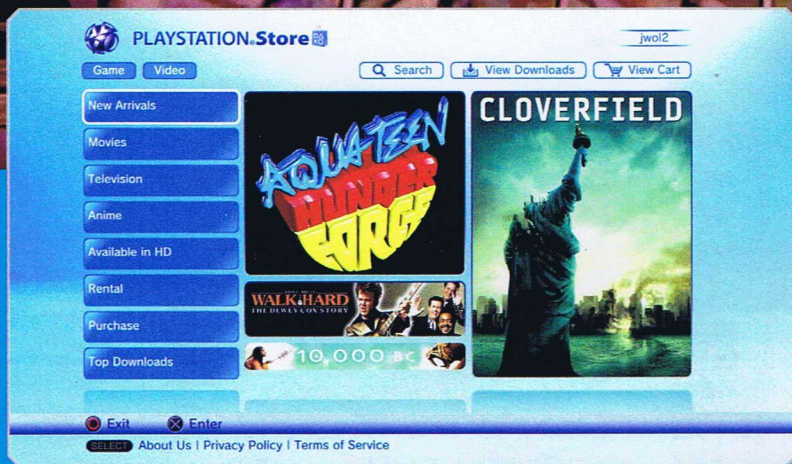 PLAYSTATION®Store
jwol2
Game
Video
Search
View Downloads
View Cart
New Arrivals
Movies
Television
Anime
Available in HD
Rental
Purchase
Top Downloads
AQUA TEEN
HUNGER
FORCE
WALK HARD
THE DEWEY COX STORY
10,000 BC
CLOVERFIELD
Exit
Enter
SELECT About Us | Privacy Policy | Terms of Service